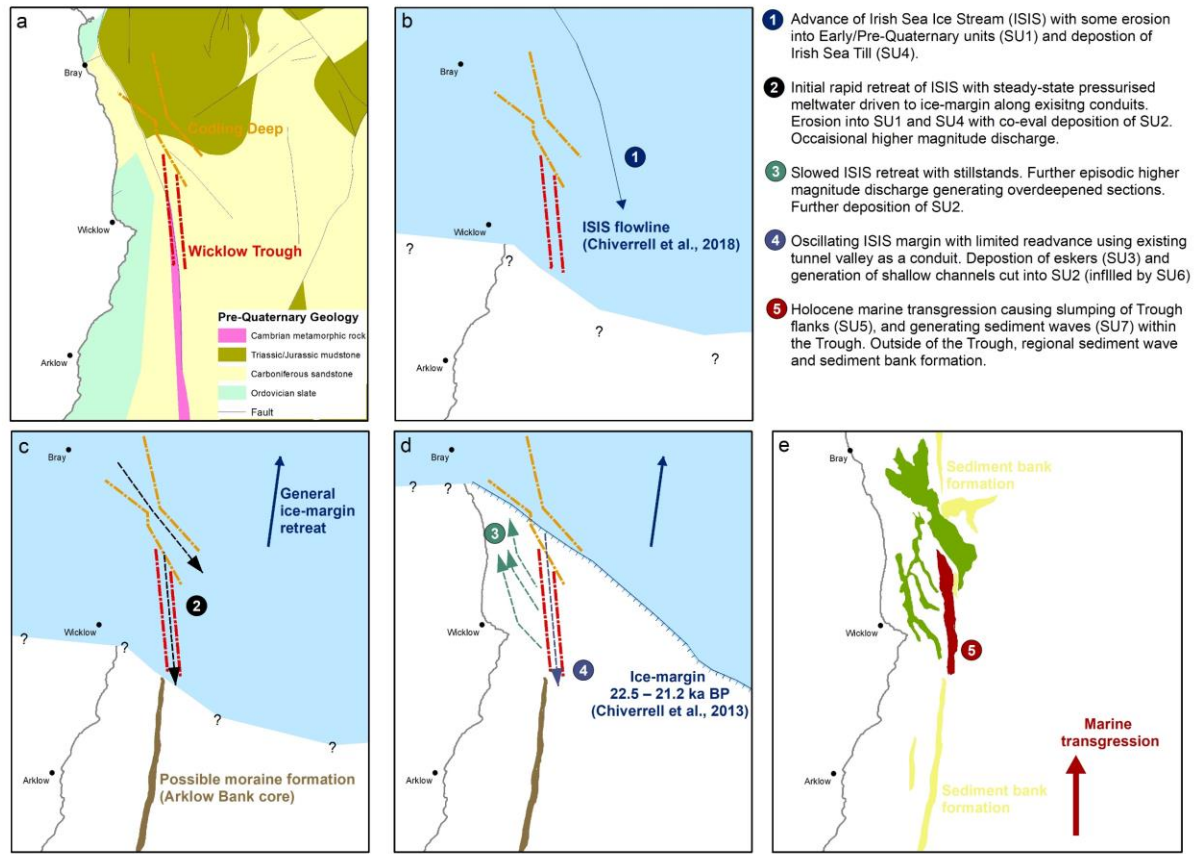 a
Bray
Codling Deep
Wicklow
Wicklow Trough
Arklow
Pre-Quaternary Geology
Cambrian metamorphic rock
Triassic/Jurassic mudstone
Carboniferous sandstone
Ordovician slate
Fault
b
Bray
1
ISIS flowline
(Chiverrell et al., 2018)
Wicklow
?
?
?
Arklow
1 Advance of Irish Sea Ice Stream (ISIS) with some erosion
into Early/Pre-Quaternary units (SU1) and depostion of
Irish Sea Till (SU4).
2 Initial rapid retreat of ISIS with steady-state pressurised
meltwater driven to ice-margin along exisitng conduits.
Erosion into SU1 and SU4 with co-eval deposition of SU2.
Occaisional higher magnitude discharge.
3 Slowed ISIS retreat with stillstands. Further episodic higher
magnitude discharge generating overdeepened sections.
Further deposition of SU2.
4 Oscillating ISIS margin with limited readvance using existing
tunnel valley as a conduit. Depostion of eskers (SU3) and
generation of shallow channels cut into SU2 (inflled by SU6)
5 Holocene marine transgression causing slumping of Trough
flanks (SU5), and generating sediment waves (SU7) within
the Trough. Outside of the Trough, regional sediment wave
and sediment bank formation.
c
Bray
General
ice-margin
retreat
2
Wicklow
?
?
?
Possible moraine formation
(Arklow Bank core)
Arklow
d
Bray
?
?
3
Wicklow
4
Ice-margin
22.5 – 21.2 ka BP
(Chiverrell et al., 2013)
Arklow
e
Bray
Sediment bank
formation
Wicklow
5
Marine
transgression
Arklow
Sediment bank
formation